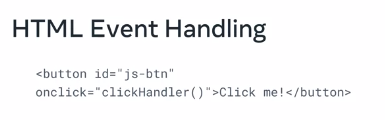 HTML Event Handling
<button id="js-btn"
onclick="clickHandler()">Click me!</button>